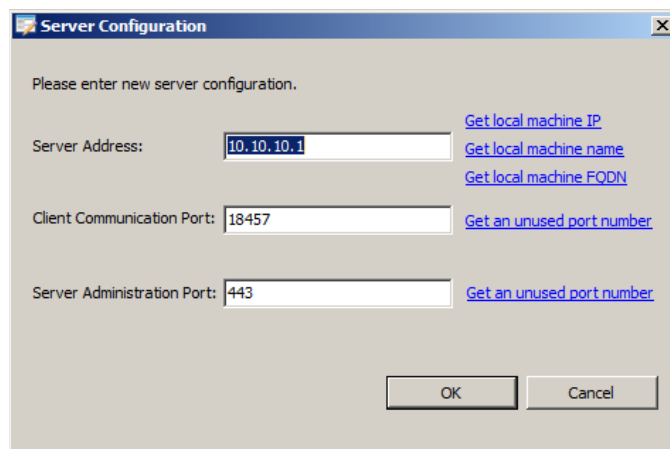 Server Configuration
Please enter new server configuration.
Get local machine IP
Server Address: 10.10.10.1 Get local machine name
Get local machine FQDN
Client Communication Port: 18457 Get an unused port number
Server Administration Port: 443 Get an unused port number
OK Cancel